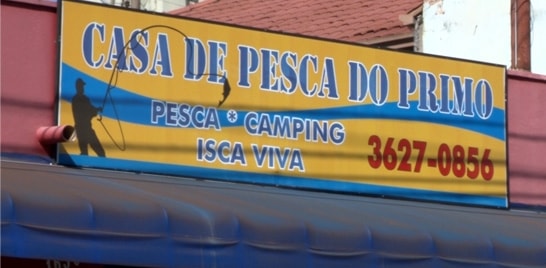 CASA DE PESCA DO PRIMO
PESCA * CAMPING
ISCA VIVA
3627-0856